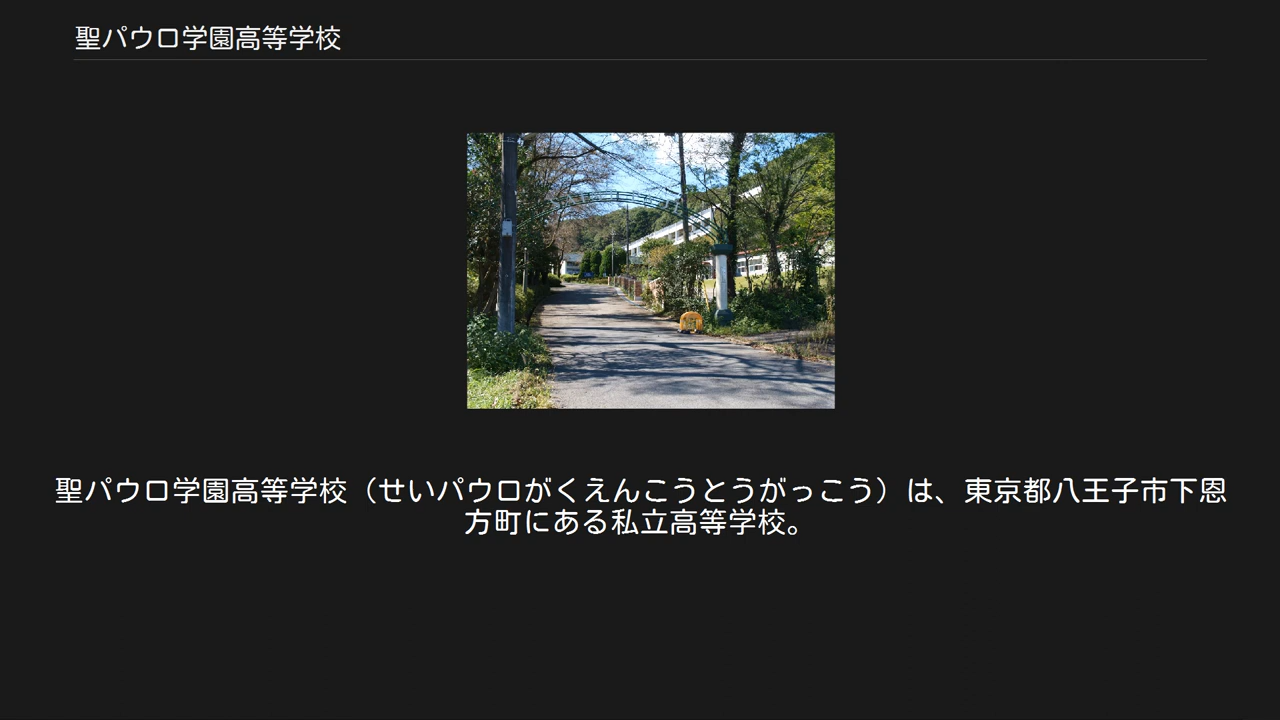 聖パウロ学園高等学校
聖パウロ学園高等学校（せいパウロがくえんこうとうがっこう）は、東京都八王子市下恩
方町にある私立高等学校。